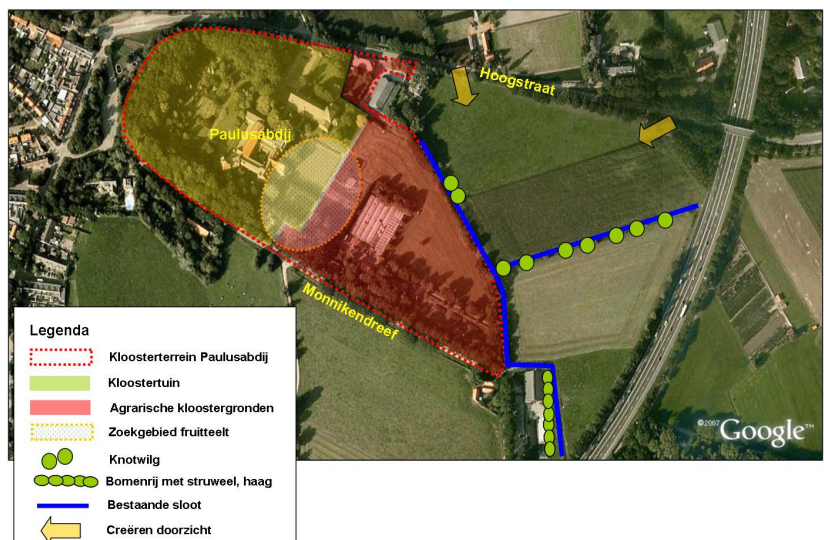 Hoogstraat
Paulusabdij
Monnikendreef
Legenda
Kloosterterrein Paulusabdij
Kloostertuin
Agrarische kloostergronden
Zoekgebied fruitteelt
Knotwilg
Bomenrij met struweel, haag
Bestaande sloot
Creëren doorzicht
©2007 Google™